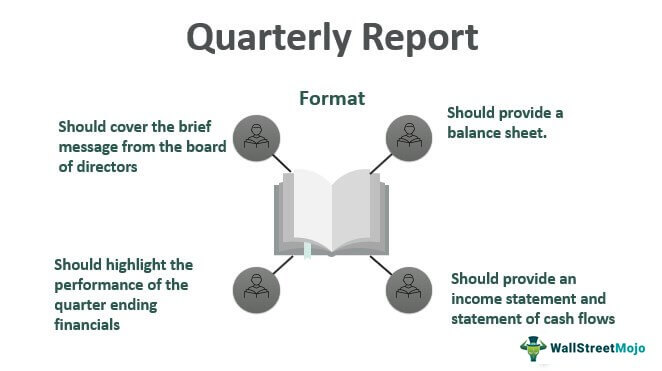 Quarterly Report
Format
Should cover the brief
message from the board
of directors
Should provide a
balance sheet.
Should highlight the
performance of the
quarter ending
financials
Should provide an
income statement and
statement of cash flows
WallStreetMojo